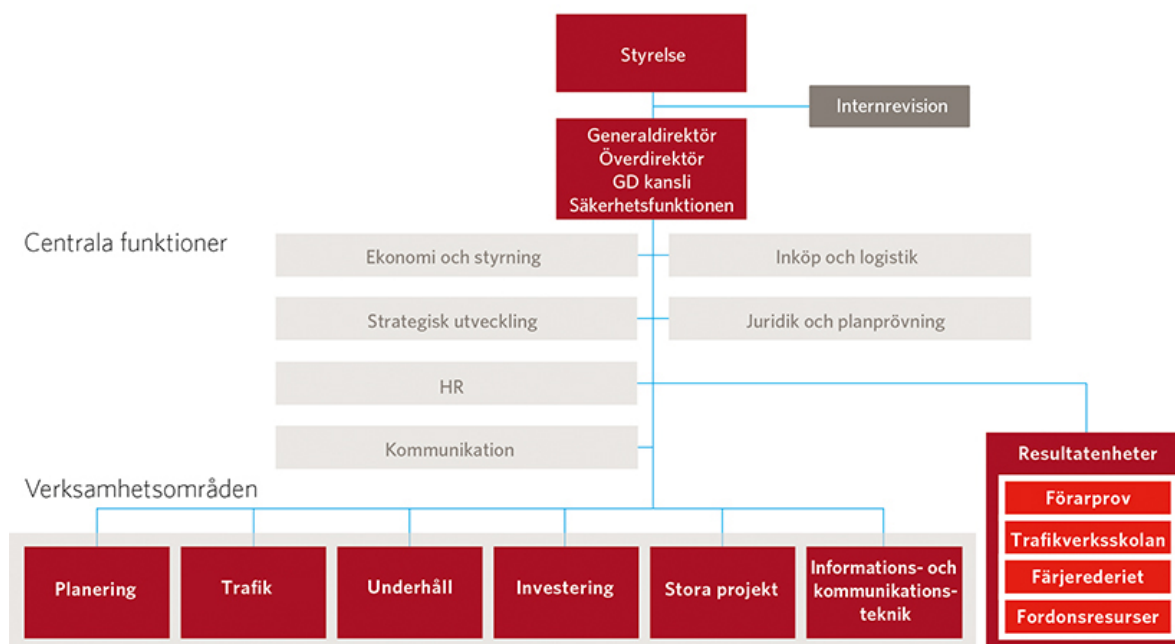 Styrelse
Internrevision
Generaldirektör
Överdirektör
GD kansli
Säkerhetsfunktionen
Centrala funktioner
Ekonomi och styrning
Inköp och logistik
Strategisk utveckling
Juridik och planprövning
HR
Kommunikation
Resultatenheter
Förarprov
Trafikverksskolan
Färjerederiet
Fordonsresurser
Verksamhetsområden
Planering
Trafik
Underhåll
Investering
Stora projekt
Informations- och
kommunikations-
teknik